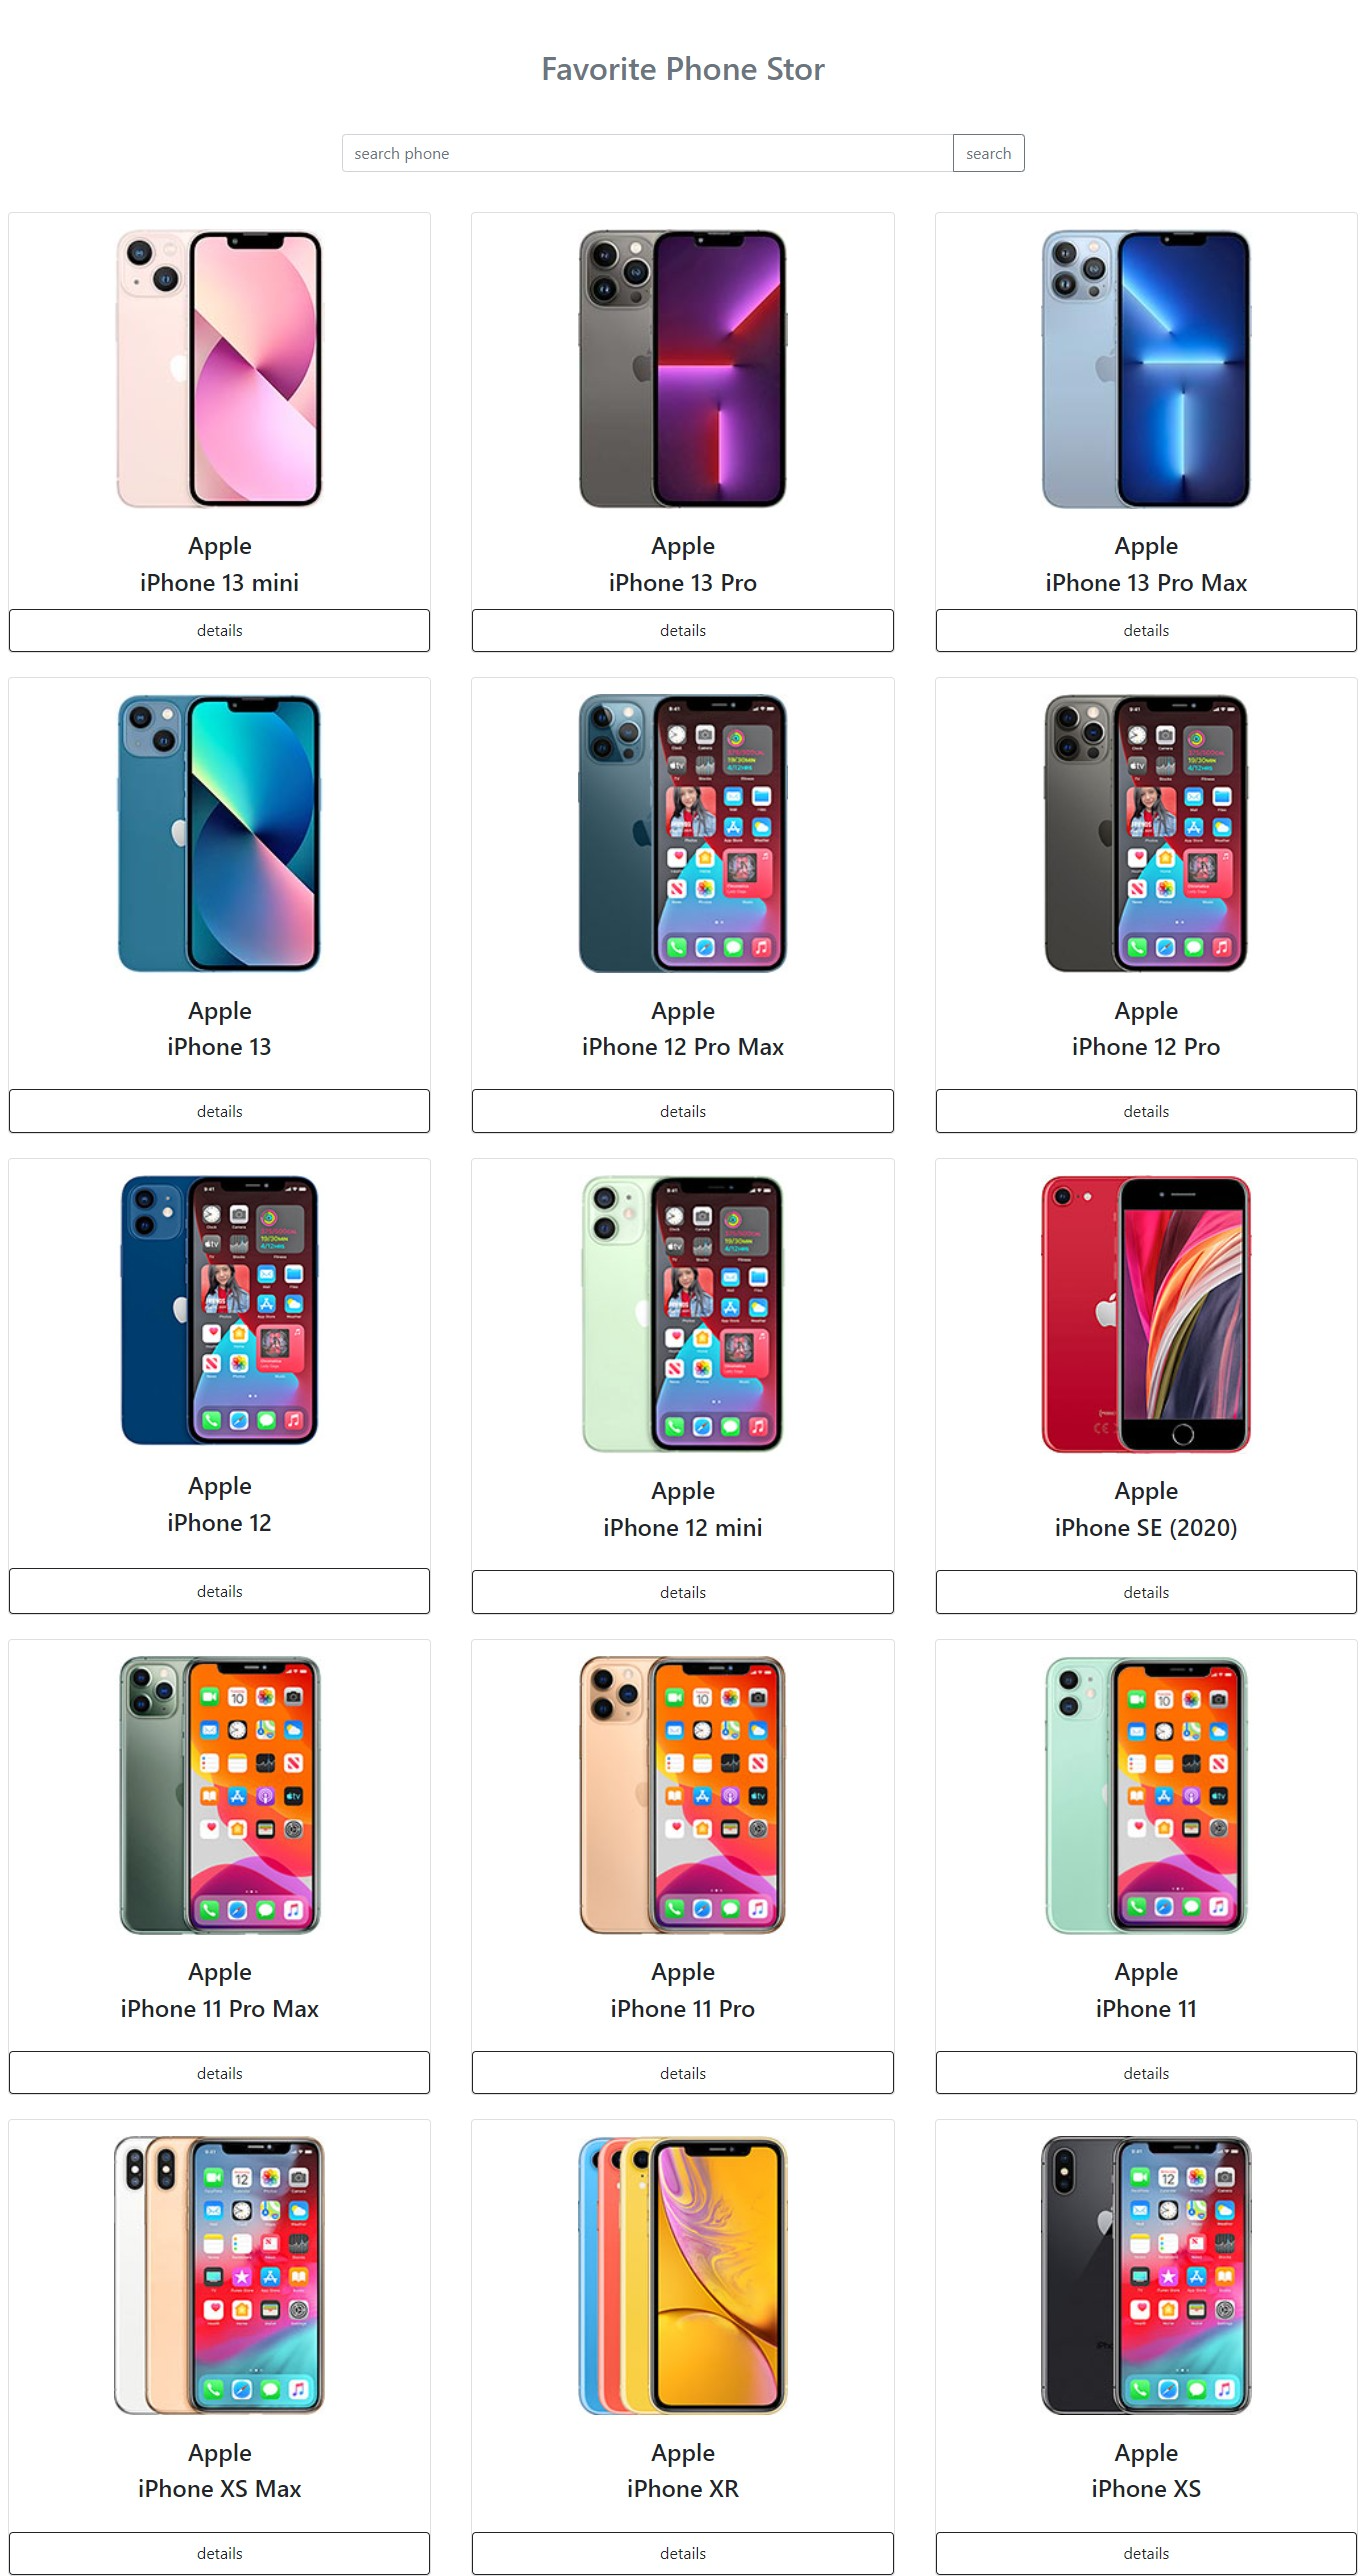 Favorite Phone Stor
search phone
search
Apple
iPhone 13 mini
details
Apple
iPhone 13 Pro
details
Apple
iPhone 13 Pro Max
details
Apple
iPhone 13
details
Apple
iPhone 12 Pro Max
details
Apple
iPhone 12 Pro
details
Apple
iPhone 12
details
Apple
iPhone 12 mini
details
Apple
iPhone SE (2020)
details
Apple
iPhone 11 Pro Max
details
Apple
iPhone 11 Pro
details
Apple
iPhone 11
details
Apple
iPhone XS Max
details
Apple
iPhone XR
details
Apple
iPhone XS
details